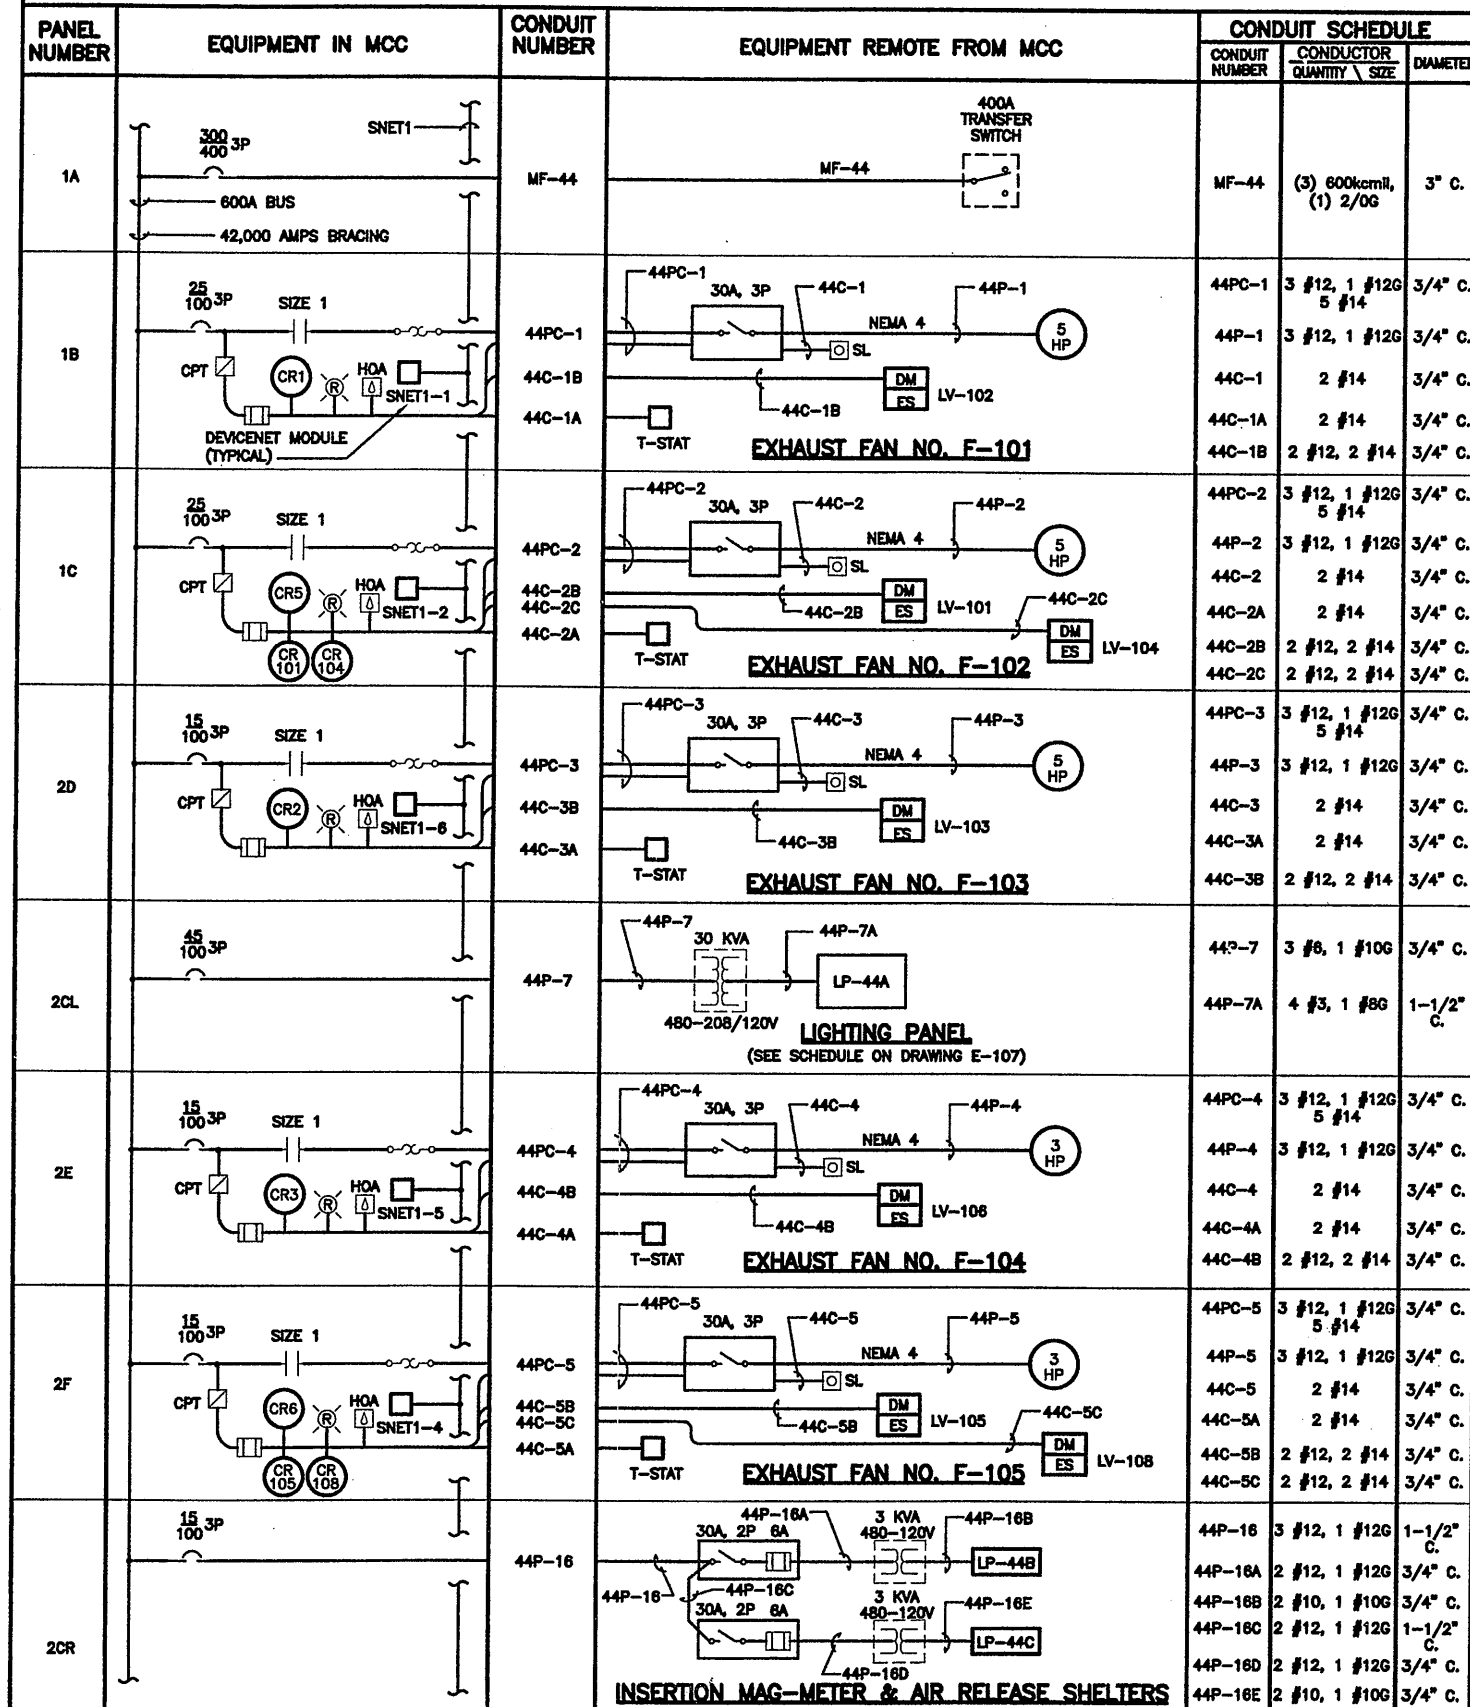 PANEL NUMBER
EQUIPMENT IN MCC
CONDUIT NUMBER
EQUIPMENT REMOTE FROM MCC
CONDUIT SCHEDULE
CONDUIT NUMBER
CONDUCTOR
QUANTITY \ SIZE
DIAMETER
1A
300
400 3P
SNET1
600A BUS
42,000 AMPS BRACING
MF-44
MF-44
400A
TRANSFER
SWITCH
MF-44
(3) 600kcmil,
(1) 2/0G
3" C.
1B
25
100 3P
SIZE 1
CPT
CR1
R
HOA
SNET1-1
DEVICENET MODULE
(TYPICAL)
44PC-1
44C-1B
44C-1A
44PC-1
30A, 3P
44C-1
44P-1
NEMA 4
5 HP
SL
44C-1B
DM
ES
LV-102
T-STAT
EXHAUST FAN NO. F-101
44PC-1 3 #12, 1 #12G 3/4" C.
5 #14
44P-1 3 #12, 1 #12G 3/4" C.
44C-1 2 #14 3/4" C.
44C-1A 2 #14 3/4" C.
44C-1B 2 #12, 2 #14 3/4" C.
1C
25
100 3P
SIZE 1
CPT
CR5
R
HOA
SNET1-2
CR 101
CR 104
44PC-2
44C-2B
44C-2C
44C-2A
44PC-2
30A, 3P
44C-2
44P-2
NEMA 4
5 HP
SL
44C-2B
DM
ES
LV-101
44C-2C
DM
ES
LV-104
T-STAT
EXHAUST FAN NO. F-102
44PC-2 3 #12, 1 #12G 3/4" C.
5 #14
44P-2 3 #12, 1 #12G 3/4" C.
44C-2 2 #14 3/4" C.
44C-2A 2 #14 3/4" C.
44C-2B 2 #12, 2 #14 3/4" C.
44C-2C 2 #12, 2 #14 3/4" C.
2D
15
100 3P
SIZE 1
CPT
CR2
R
HOA
SNET1-6
44PC-3
44C-3B
44C-3A
44PC-3
30A, 3P
44C-3
44P-3
NEMA 4
5 HP
SL
44C-3B
DM
ES
LV-103
T-STAT
EXHAUST FAN NO. F-103
44PC-3 3 #12, 1 #12G 3/4" C.
5 #14
44P-3 3 #12, 1 #12G 3/4" C.
44C-3 2 #14 3/4" C.
44C-3A 2 #14 3/4" C.
44C-3B 2 #12, 2 #14 3/4" C.
2CL
45
100 3P
44P-7
44P-7
30 KVA
44P-7A
LP-44A
480-208/120V
LIGHTING PANEL
(SEE SCHEDULE ON DRAWING E-107)
44P-7 3 #6, 1 #10G 3/4" C.
44P-7A 4 #3, 1 #8G 1-1/2" C.
2E
15
100 3P
SIZE 1
CPT
CR3
R
HOA
SNET1-5
44PC-4
44C-4B
44C-4A
44PC-4
30A, 3P
44C-4
44P-4
NEMA 4
3 HP
SL
44C-4B
DM
ES
LV-106
T-STAT
EXHAUST FAN NO. F-104
44PC-4 3 #12, 1 #12G 3/4" C.
5 #14
44P-4 3 #12, 1 #12G 3/4" C.
44C-4 2 #14 3/4" C.
44C-4A 2 #14 3/4" C.
44C-4B 2 #12, 2 #14 3/4" C.
2F
15
100 3P
SIZE 1
CPT
CR6
R
HOA
SNET1-4
CR 105
CR 108
44PC-5
44C-5B
44C-5C
44C-5A
44PC-5
30A, 3P
44C-5
44P-5
NEMA 4
3 HP
SL
44C-5B
DM
ES
LV-105
44C-5C
DM
ES
LV-108
T-STAT
EXHAUST FAN NO. F-105
44PC-5 3 #12, 1 #12G 3/4" C.
5 #14
44P-5 3 #12, 1 #12G 3/4" C.
44C-5 2 #14 3/4" C.
44C-5A 2 #14 3/4" C.
44C-5B 2 #12, 2 #14 3/4" C.
44C-5C 2 #12, 2 #14 3/4" C.
2CR
15
100 3P
44P-16
44P-16A
30A, 2P 6A
3 KVA
480-120V
44P-16B
LP-44B
44P-16
44P-16C
30A, 2P 6A
3 KVA
480-120V
44P-16E
LP-44C
44P-16D
INSERTION MAG-METER & AIR RELEASE SHELTERS
44P-16 3 #12, 1 #12G 1-1/2" C.
44P-16A 2 #12, 1 #12G 3/4" C.
44P-16B 2 #10, 1 #10G 3/4" C.
44P-16C 2 #12, 1 #12G 1-1/2" C.
44P-16D 2 #12, 1 #12G 3/4" C.
44P-16E 2 #10, 1 #10G 3/4" C.